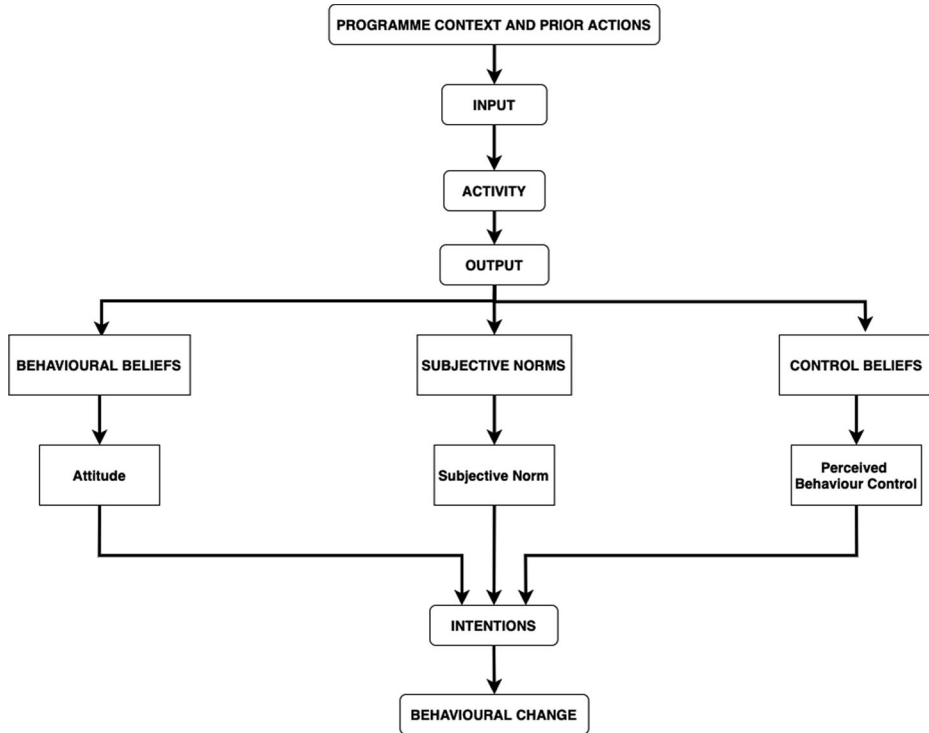 PROGRAMME CONTEXT AND PRIOR ACTIONS
INPUT
ACTIVITY
OUTPUT
BEHAVIOURAL BELIEFS
SUBJECTIVE NORMS
CONTROL BELIEFS
Attitude
Subjective Norm
Perceived
Behaviour Control
INTENTIONS
BEHAVIOURAL CHANGE